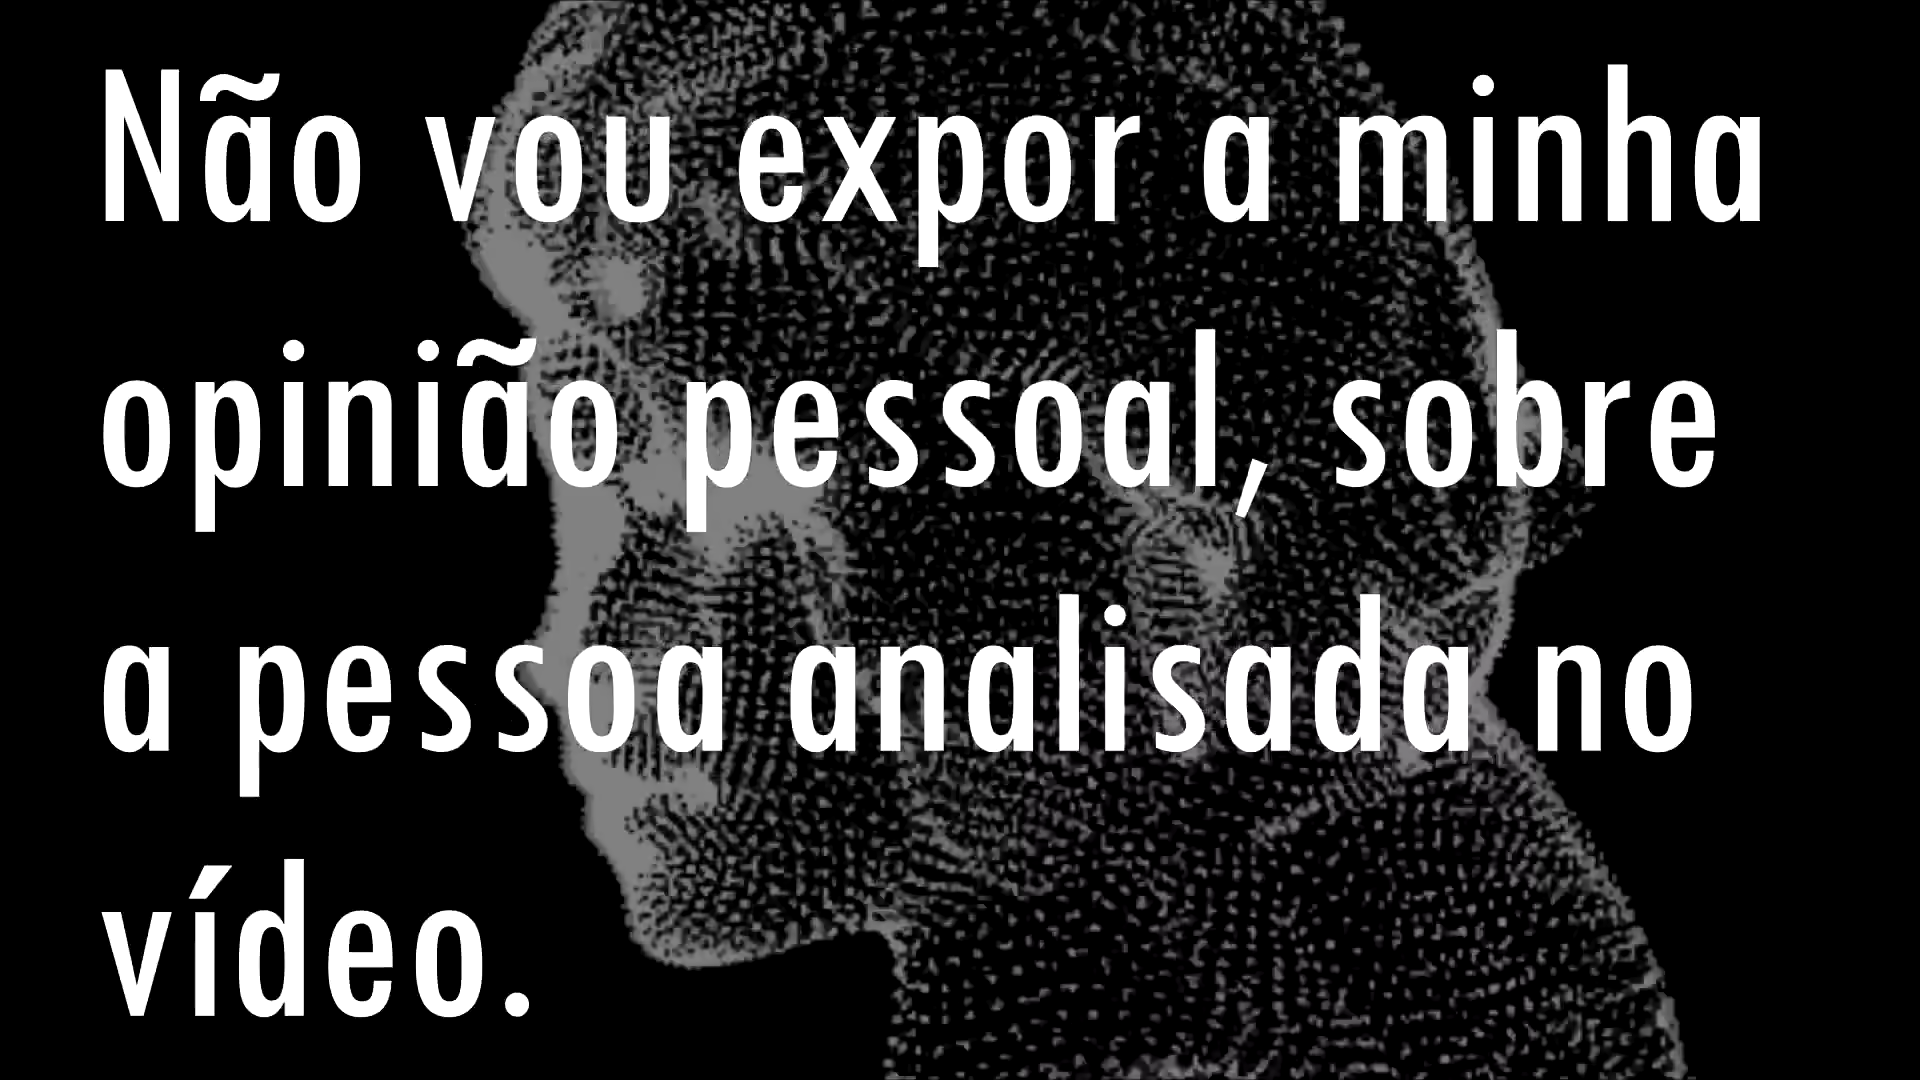 Não vou expor a minha
opinião pessoal, sobre
a pessoa analisada no
vídeo.